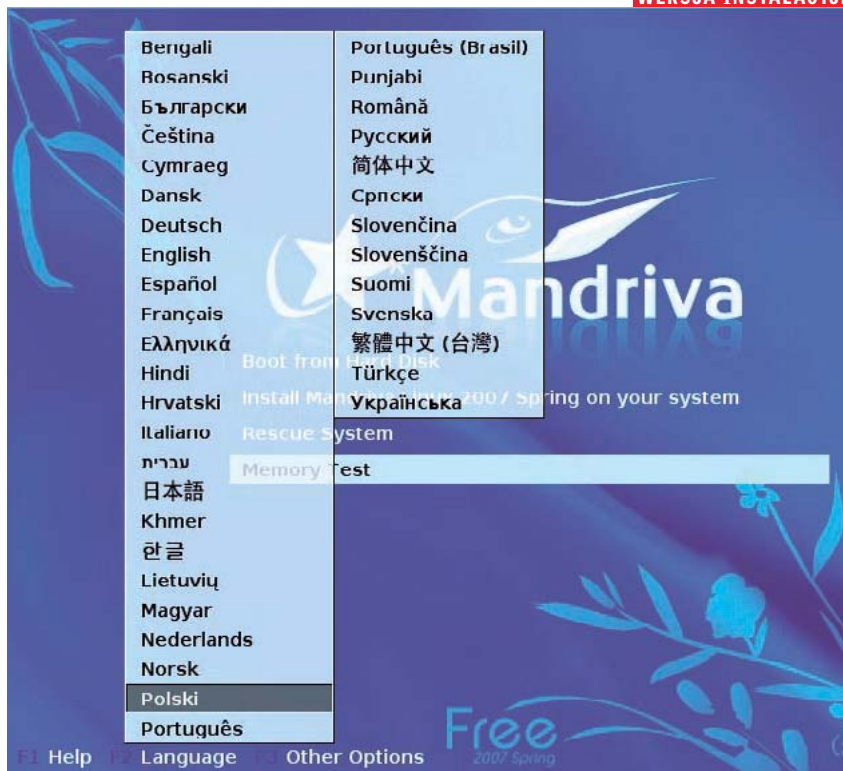 Bengali
Bosanski
Български
Čeština
Cymraeg
Dansk
Deutsch
English
Español
Français
Ελληνικά
Hindi
Hrvatski
Italiano
עברית
日本語
Khmer
한글
Lietuvių
Magyar
Nederlands
Norsk
Polski
Português
Português (Brasil)
Punjabi
Română
Русский
简体中文
Српски
Slovenčina
Slovenščina
Suomi
Svenska
繁體中文 (台灣)
Türkçe
Українська
Mandriva
Boot from Hard Disk
Install Mandriva Linux 2007 Spring on your system
Rescue System
Memory Test
Free
2007 Spring
F1 Help F2 Language F3 Other Options